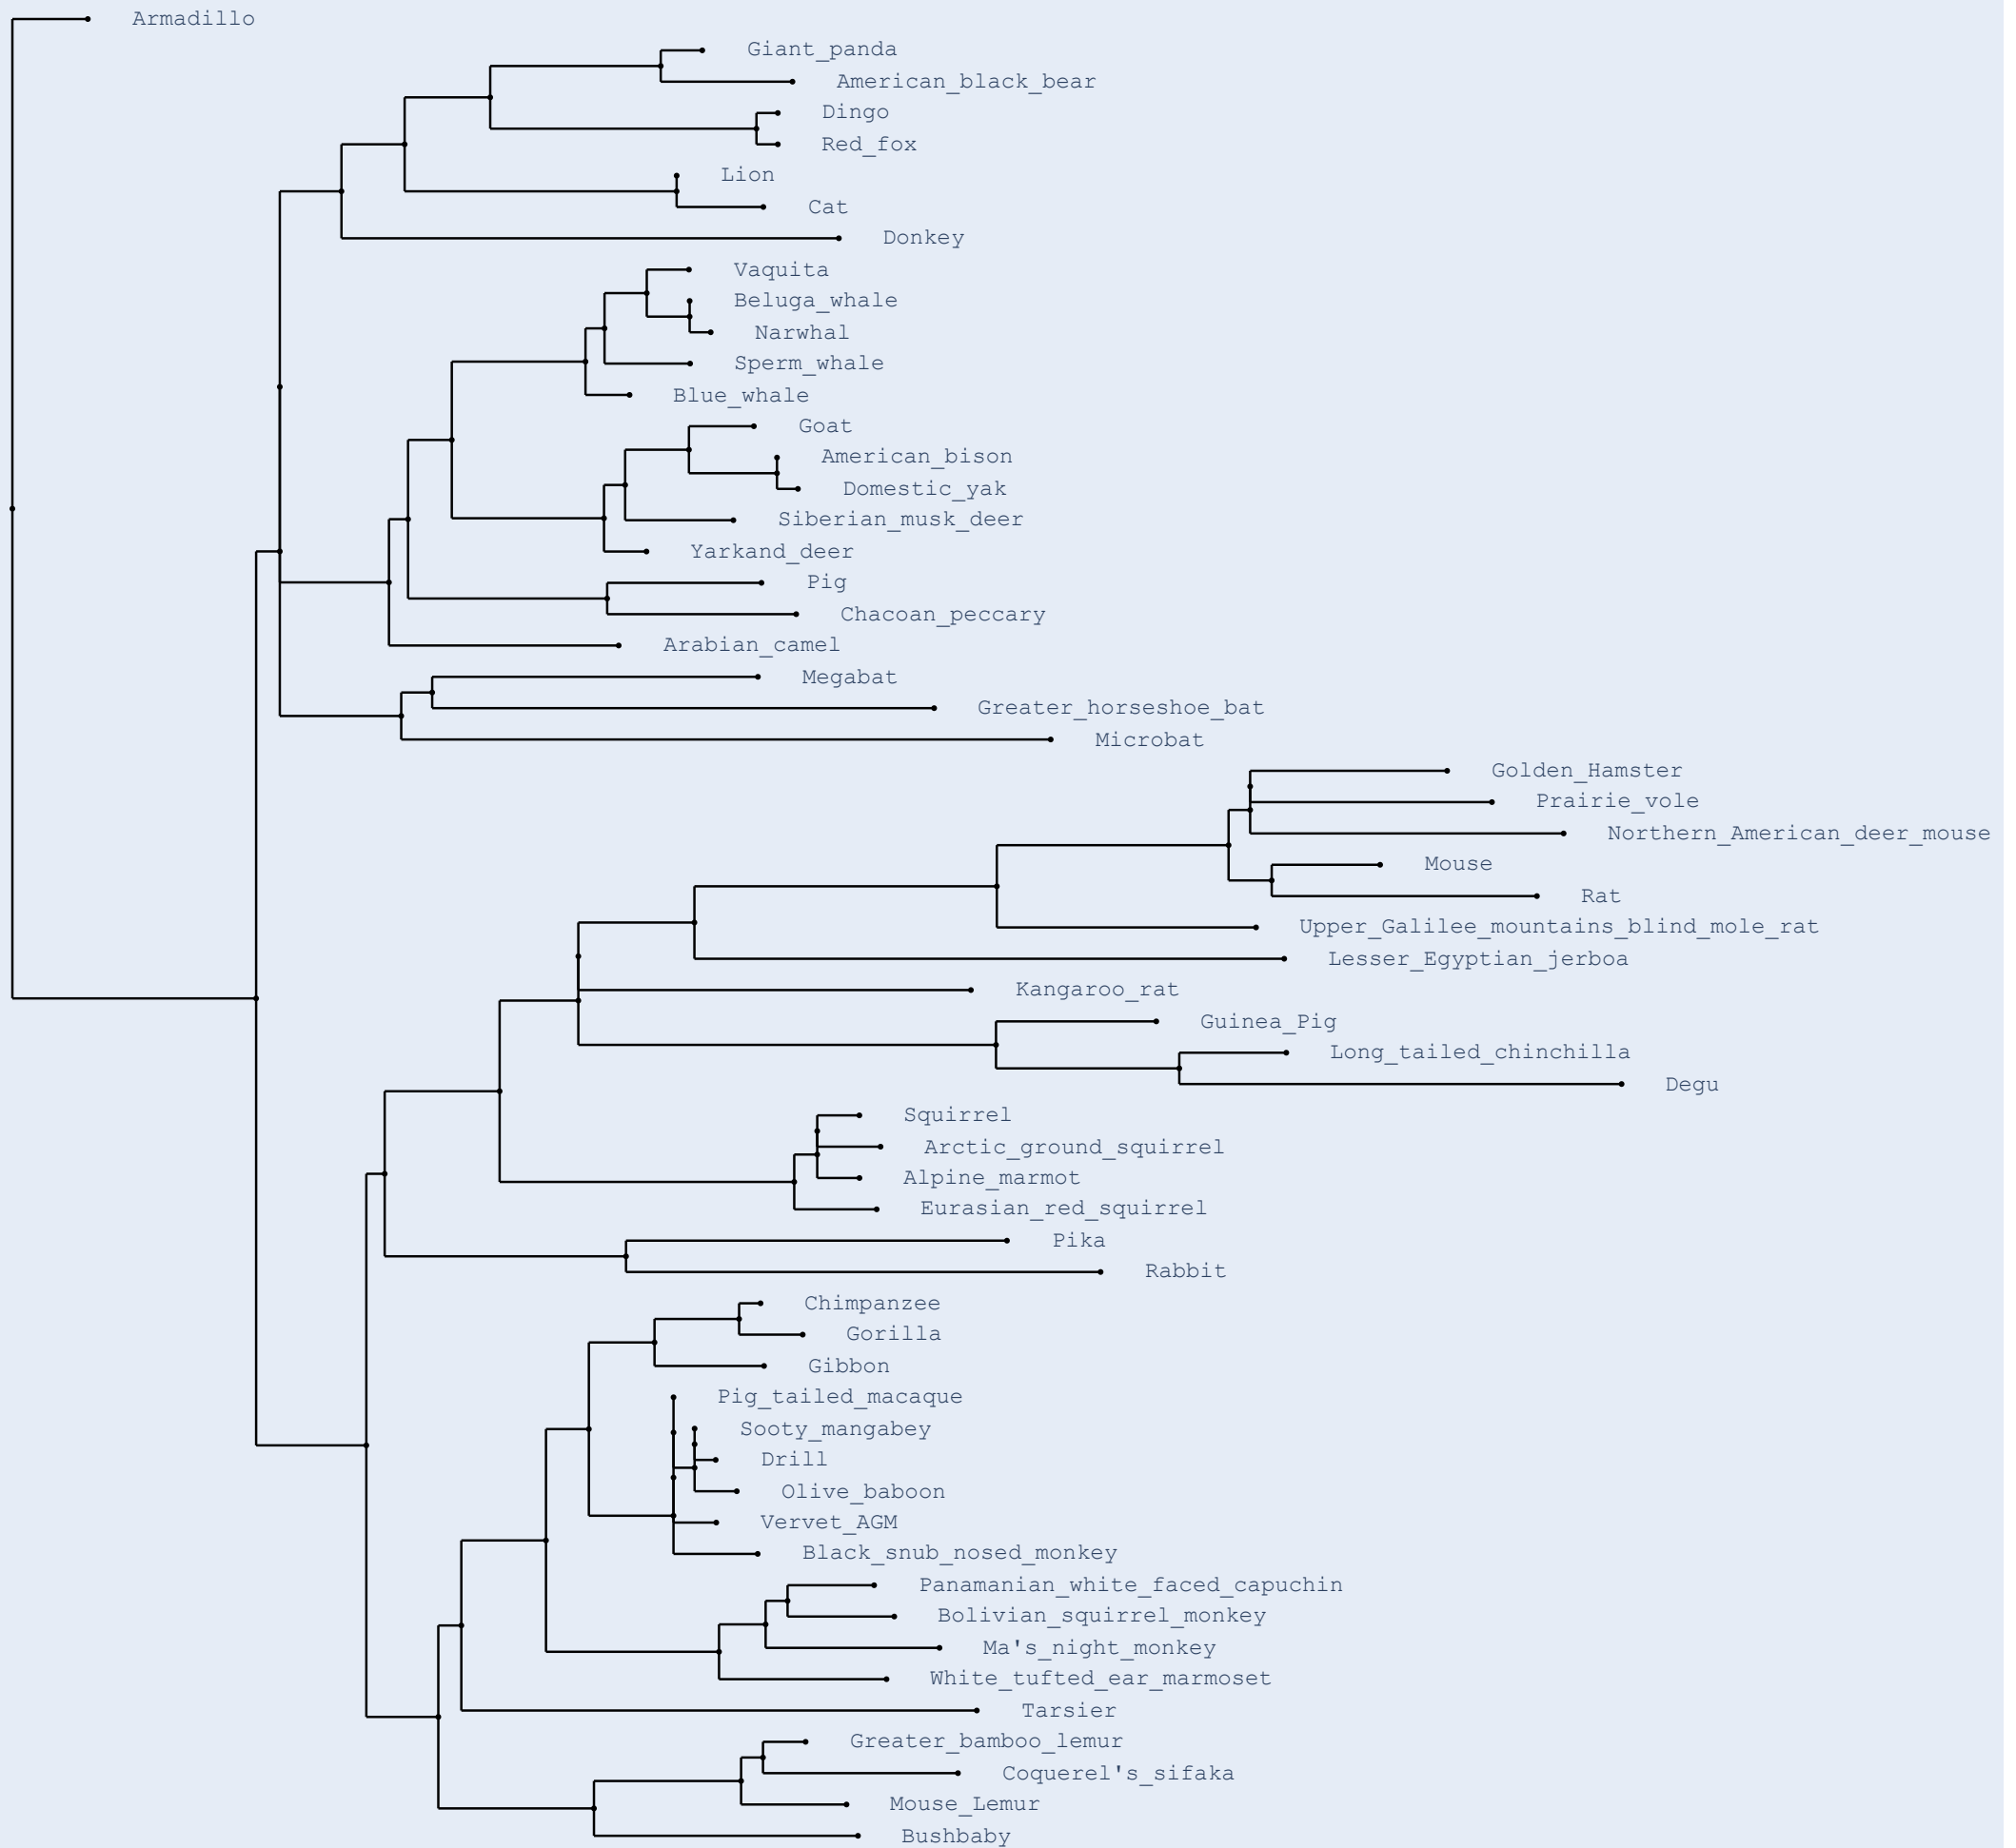 Armadillo
Giant_panda
American_black_bear
Dingo
Red_fox
Lion
Cat
Donkey
Vaquita
Beluga_whale
Narwhal
Sperm_whale
Blue_whale
Goat
American_bison
Domestic_yak
Siberian_musk_deer
Yarkand_deer
Pig
Chacoan_peccary
Arabian_camel
Megabat
Greater_horseshoe_bat
Microbat
Golden_Hamster
Prairie_vole
Northern_American_deer_mouse
Mouse
Rat
Upper_Galilee_mountains_blind_mole_rat
Lesser_Egyptian_jerboa
Kangaroo_rat
Guinea_Pig
Long_tailed_chinchilla
Degu
Squirrel
Arctic_ground_squirrel
Alpine_marmot
Eurasian_red_squirrel
Pika
Rabbit
Chimpanzee
Gorilla
Gibbon
Pig_tailed_macaque
Sooty_mangabey
Drill
Olive_baboon
Vervet_AGM
Black_snub_nosed_monkey
Panamanian_white_faced_capuchin
Bolivian_squirrel_monkey
Ma's_night_monkey
White_tufted_ear_marmoset
Tarsier
Greater_bamboo_lemur
Coquerel's_sifaka
Mouse_Lemur
Bushbaby